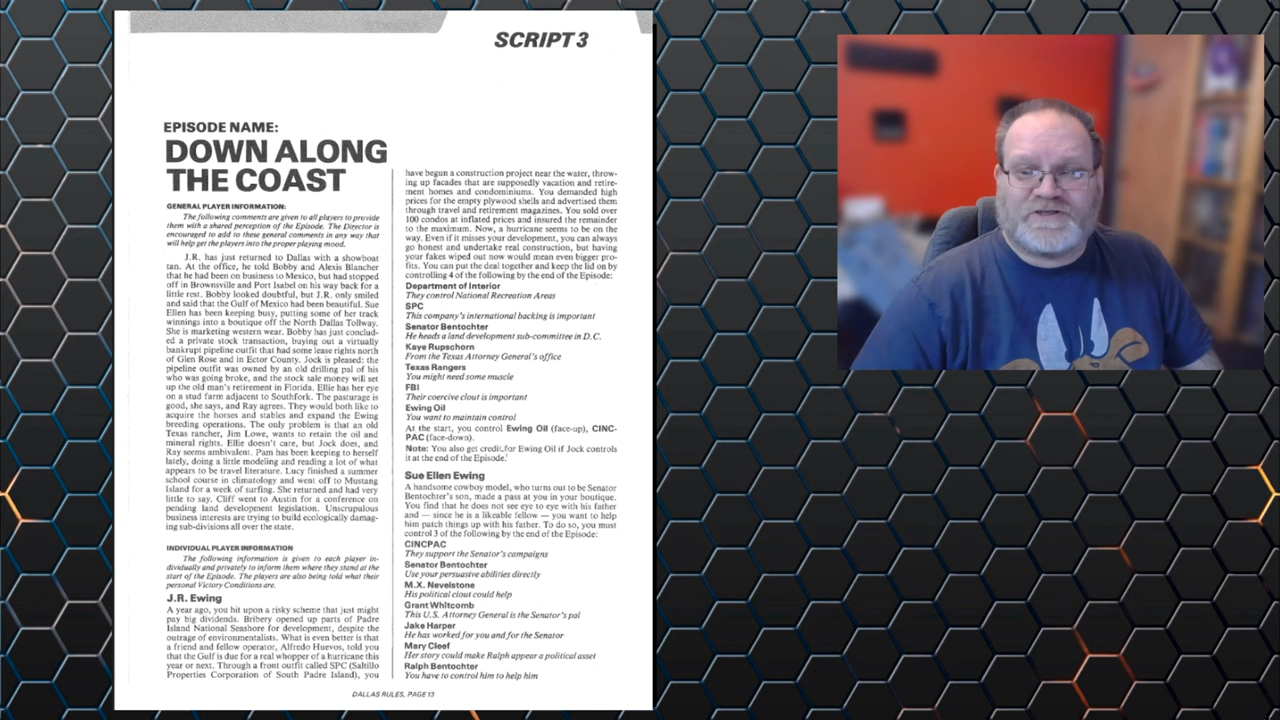 SCRIPT 3
EPISODE NAME:
DOWN ALONG
THE COAST
GENERAL PLAYER INFORMATION:
The following comments are given to all players to provide
them with a shared perception of the Episode. The Director is
encouraged to add to these general comments in any way that
will help get the players into the proper playing mood.
J.R. has just returned to Dallas with a showboat
tan. At the office, he told Bobby and Alexis Blancher
that he had been on business to Mexico, but had stopped
off in Brownsville and Port Isabel on his way back for a
little rest. Bobby looked doubtful, but J.R. only smiled
and said that the Gulf of Mexico had been beautiful. Sue
Ellen has been keeping busy, putting some of her track
winnings into a boutique off the North Dallas Tollway.
She is marketing western wear. Bobby has just conclud-
ed a private stock transaction, buying out a virtually
bankrupt pipeline outfit that had some lease rights north
of Glen Rose and in Ector County. Jock is pleased: the
pipeline outfit was owned by an old drilling pal of his
who was going broke, and the stock sale money will set
up the old man's retirement in Florida. Ellie has her eye
on a stud farm adjacent to Southfork. The pasturage is
good, she says, and Ray agrees. They would both like to
acquire the horses and stables and expand the Ewing
breeding operations. The only problem is that an old
Texas rancher, Jim Lowe, wants to retain the oil and
mineral rights. Ellie doesn't care, but Jock does, and
Ray seems ambivalent. Pam has been keeping to herself
lately, doing a little modeling and reading a lot of what
appears to be travel literature. Lucy finished a summer
school course in climatology and went off to Mustang
Island for a week of surfing. She returned and had very
little to say. Cliff went to Austin for a conference on
pending land development legislation. Unscrupulous
business interests are trying to build ecologically damag-
ing sub-divisions all over the state.
INDIVIDUAL PLAYER INFORMATION
The following information is given to each player in-
dividually and privately to inform them where they stand at the
start of the Episode. The players are also being told what their
personal Victory Conditions are.
J.R. Ewing
A year ago, you hit upon a risky scheme that just might
pay big dividends. Bribery opened up parts of Padre
Island National Seashore for development, despite the
outrage of environmentalists. What is even better is that
a friend and fellow operator, Alfredo Huevos, told you
that the Gulf is due for a real whopper of a hurricane this
year or next. Through a front outfit called SPC (Saltillo
Properties Corporation of South Padre Island), you
have begun a construction project near the water, throw-
ing up facades that are supposedly vacation and retire-
ment homes and condominiums. You demanded high
prices for the empty plywood shells and advertised them
through travel and retirement magazines. You sold over
100 condos at inflated prices and insured the remainder
to the maximum. Now, a hurricane seems to be on the
way. Even if it misses your development, you can always
go honest and undertake real construction, but having
your fakes wiped out now would mean even bigger pro-
fits. You can put the deal together and keep the lid on by
controlling 4 of the following by the end of the Episode:
Department of Interior
They control National Recreation Areas
SPC
This company's international backing is important
Senator Bentochter
He heads a land development sub-committee in D.C.
Kaye Rupschorn
From the Texas Attorney General's office
Texas Rangers
You might need some muscle
FBI
Their coercive clout is important
Ewing Oil
You want to maintain control
At the start, you control Ewing Oil (face-up), CINC-
PAC (face-down).
Note: You also get credit for Ewing Oil if Jock controls
it at the end of the Episode.
Sue Ellen Ewing
A handsome cowboy model, who turns out to be Senator
Bentochter's son, made a pass at you in your boutique.
You find that he does not see eye to eye with his father
and — since he is a likeable fellow — you want to help
him patch things up with his father. To do so, you must
control 3 of the following by the end of the Episode:
CINCPAC
They support the Senator's campaigns
Senator Bentochter
Use your persuasive abilities directly
M.X. Nevelstone
His political clout could help
Grant Whitcomb
This U.S. Attorney General is the Senator's pal
Jake Harper
He has worked for you and for the Senator
Mary Cleef
Her story could make Ralph appear a political asset
Ralph Bentochter
You have to control him to help him
DALLAS RULES, PAGE 13